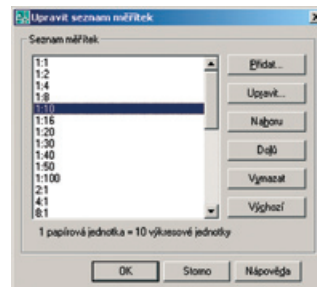 Upravit seznam měřítek
Seznam měřítek
1:1
1:2
1:4
1:8
1:10
1:16
1:20
1:30
1:40
1:50
1:100
2:1
4:1
8:1
Přidat...
Upravit...
Nahoru
Dolů
Vymazat
Výchozí
1 papírová jednotka = 10 výkresové jednotky
OK
Storno
Nápověda